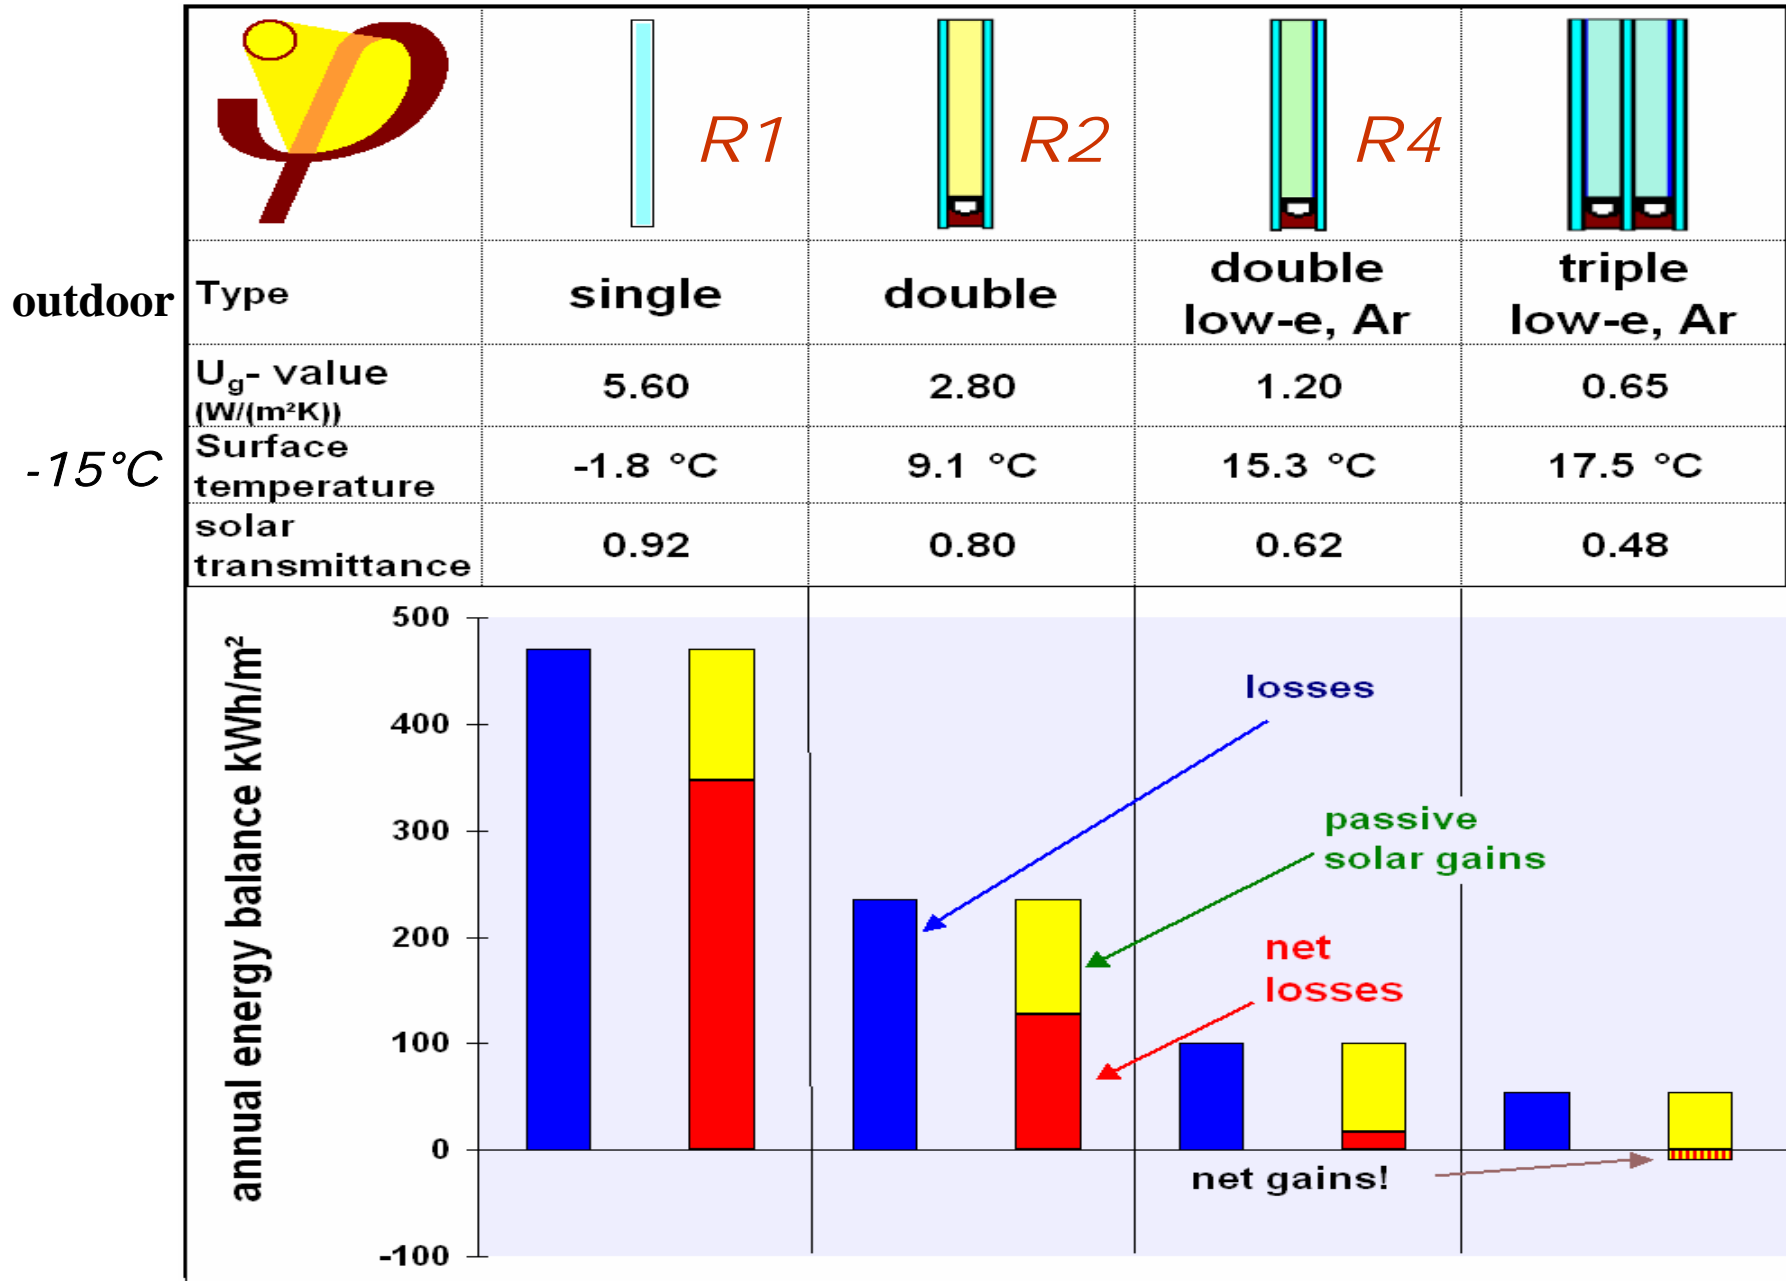 R1
R2
R4
outdoor
Type
single
double
double
low-e, Ar
triple
low-e, Ar
Ug- value
(W/(m²K))
5.60
2.80
1.20
0.65
-15°C
Surface
temperature
-1.8 °C
9.1 °C
15.3 °C
17.5 °C
solar
transmittance
0.92
0.80
0.62
0.48
annual energy balance kWh/m²
500
400
300
200
100
0
-100
losses
passive
solar gains
net
losses
net gains!